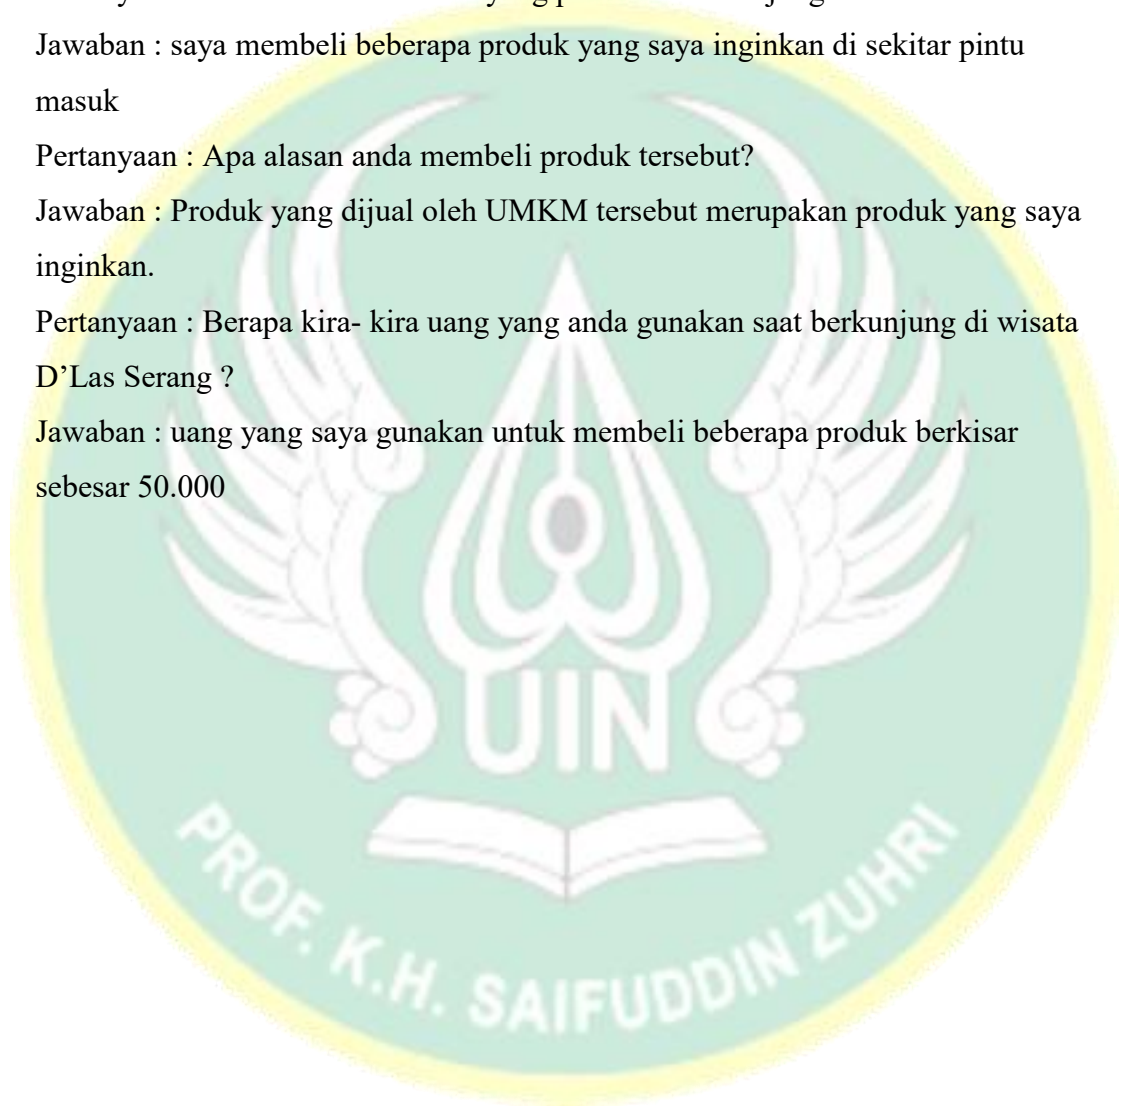 Jawaban : saya membeli beberapa produk yang saya inginkan di sekitar pintu
masuk
Pertanyaan : Apa alasan anda membeli produk tersebut?
Jawaban : Produk yang dijual oleh UMKM tersebut merupakan produk yang saya
inginkan.
Pertanyaan : Berapa kira- kira uang yang anda gunakan saat berkunjung di wisata
D’Las Serang ?
Jawaban : uang yang saya gunakan untuk membeli beberapa produk berkisar
sebesar 50.000
UIN
PROF. K.H. SAIFUDDIN ZUHRI